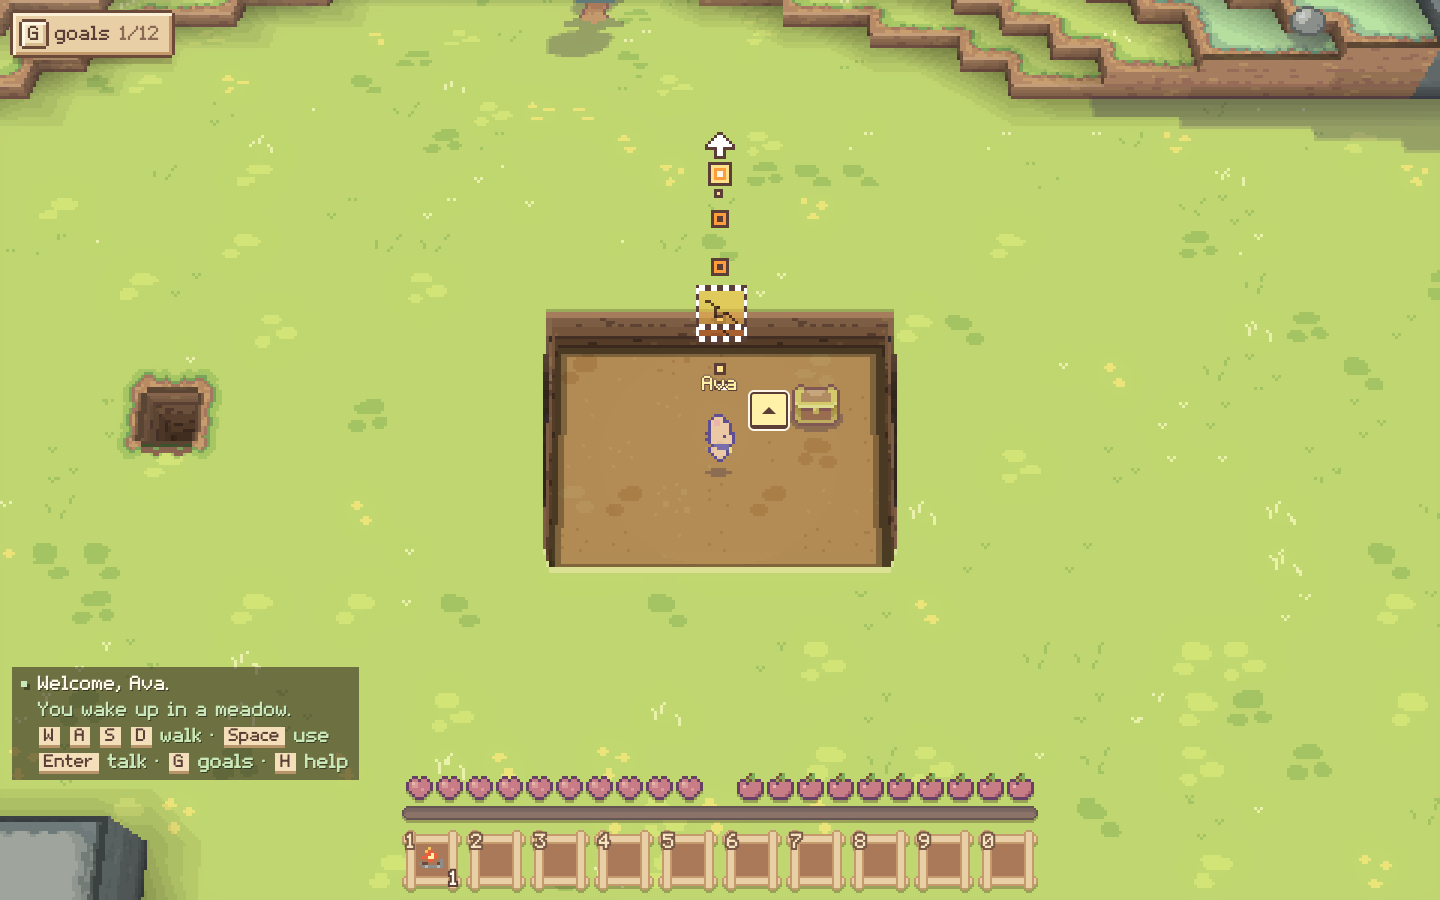 G goals 1/12
Ava
Welcome, Ava.
You wake up in a meadow.
W A S D walk · Space use
Enter talk · G goals · H help
1 2 3 4 5 6 7 8 9 0
1